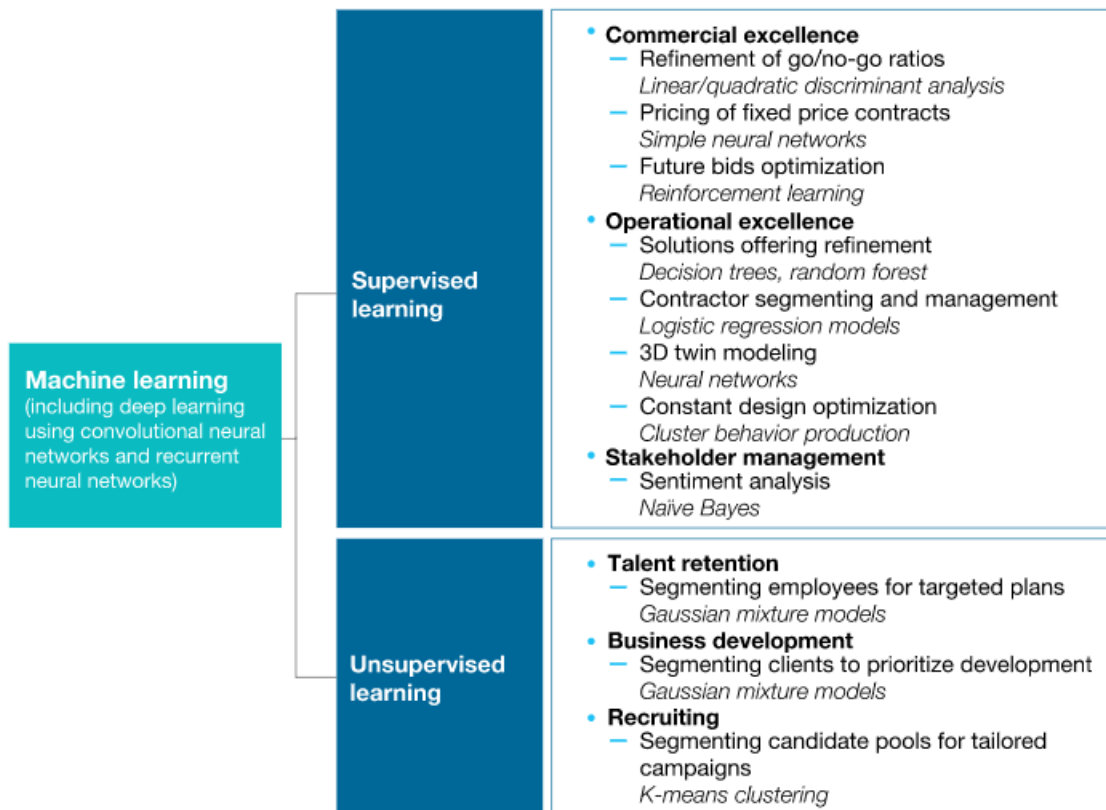 Machine learning
(including deep learning
using convolutional neural
networks and recurrent
neural networks)
Supervised
learning
• Commercial excellence
– Refinement of go/no-go ratios
Linear/quadratic discriminant analysis
– Pricing of fixed price contracts
Simple neural networks
– Future bids optimization
Reinforcement learning
• Operational excellence
– Solutions offering refinement
Decision trees, random forest
– Contractor segmenting and management
Logistic regression models
– 3D twin modeling
Neural networks
– Constant design optimization
Cluster behavior production
• Stakeholder management
– Sentiment analysis
Naïve Bayes
Unsupervised
learning
• Talent retention
– Segmenting employees for targeted plans
Gaussian mixture models
• Business development
– Segmenting clients to prioritize development
Gaussian mixture models
• Recruiting
– Segmenting candidate pools for tailored
campaigns
K-means clustering